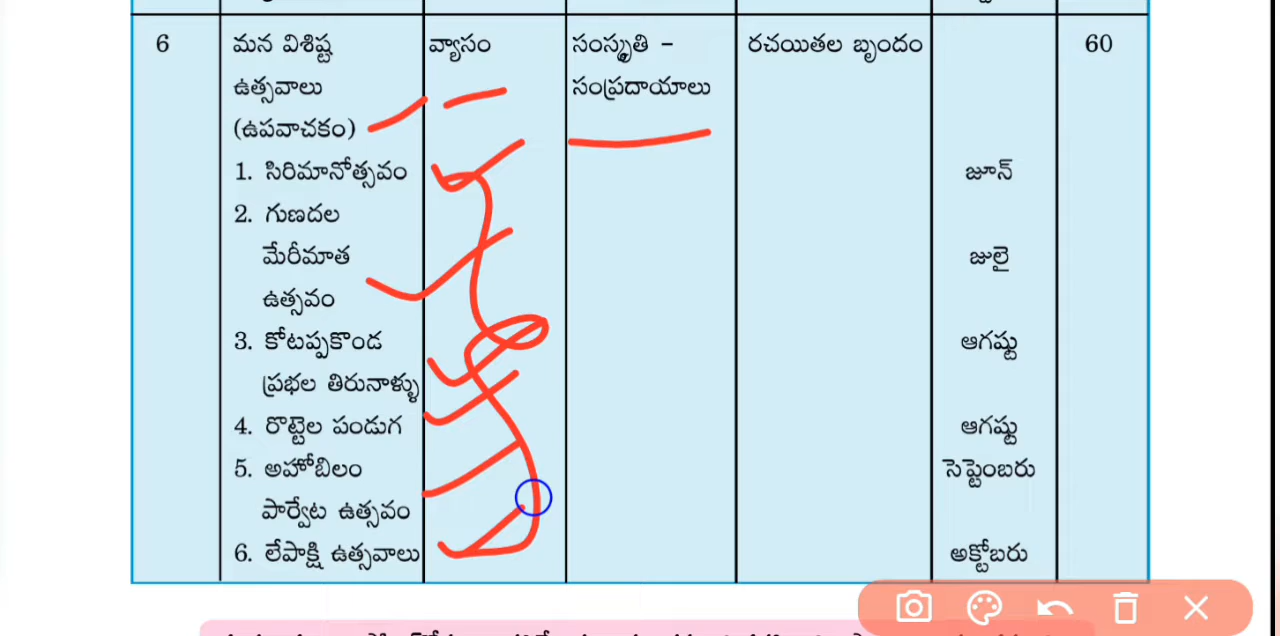 6 మన విశిష్ట వ్యాసం సంస్కృతి – రచయితల బృందం 60
ఉత్సవాలు సంప్రదాయాలు
(ఉపవాచకం)
1. సిరిమానోత్సవం జూన్
2. గుణదల
మేరీమాత జులై
ఉత్సవం
3. కోటప్పకొండ ఆగష్టు
ప్రభల తిరునాళ్ళు
4. రొట్టెల పండుగ ఆగష్టు
5. అహోబిలం సెప్టెంబరు
పార్వేట ఉత్సవం
6. లేపాక్షి ఉత్సవాలు అక్టోబరు